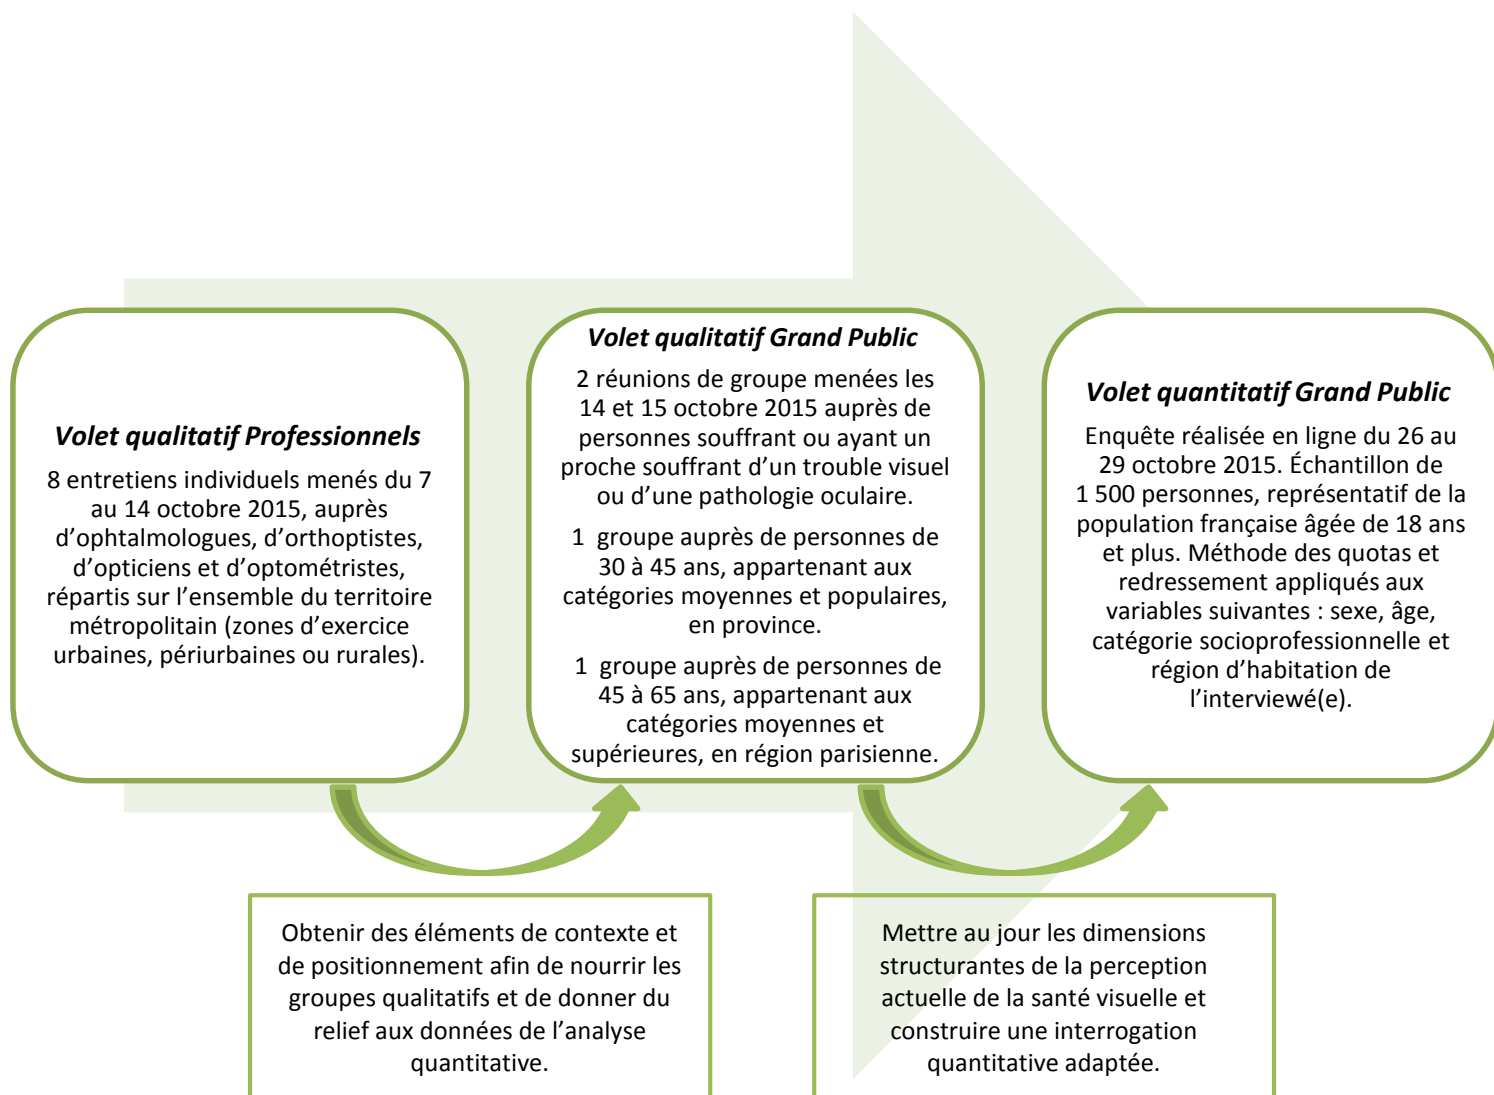 Volet qualitatif Professionnels
8 entretiens individuels menés du 7
au 14 octobre 2015, auprès
d’ophtalmologues, d’orthoptistes,
d’opticiens et d’optométristes,
répartis sur l’ensemble du territoire
métropolitain (zones d’exercice
urbaines, périurbaines ou rurales).
Volet qualitatif Grand Public
2 réunions de groupe menées les
14 et 15 octobre 2015 auprès de
personnes souffrant ou ayant un
proche souffrant d’un trouble visuel
ou d’une pathologie oculaire.
1 groupe auprès de personnes de
30 à 45 ans, appartenant aux
catégories moyennes et populaires,
en province.
1 groupe auprès de personnes de
45 à 65 ans, appartenant aux
catégories moyennes et
supérieures, en région parisienne.
Volet quantitatif Grand Public
Enquête réalisée en ligne du 26 au
29 octobre 2015. Échantillon de
1 500 personnes, représentatif de la
population française âgée de 18 ans
et plus. Méthode des quotas et
redressement appliqués aux
variables suivantes : sexe, âge,
catégorie socioprofessionnelle et
région d’habitation de
l’interviewé(e).
Obtenir des éléments de contexte et
de positionnement afin de nourrir les
groupes qualitatifs et de donner du
relief aux données de l’analyse
quantitative.
Mettre au jour les dimensions
structurantes de la perception
actuelle de la santé visuelle et
construire une interrogation
quantitative adaptée.